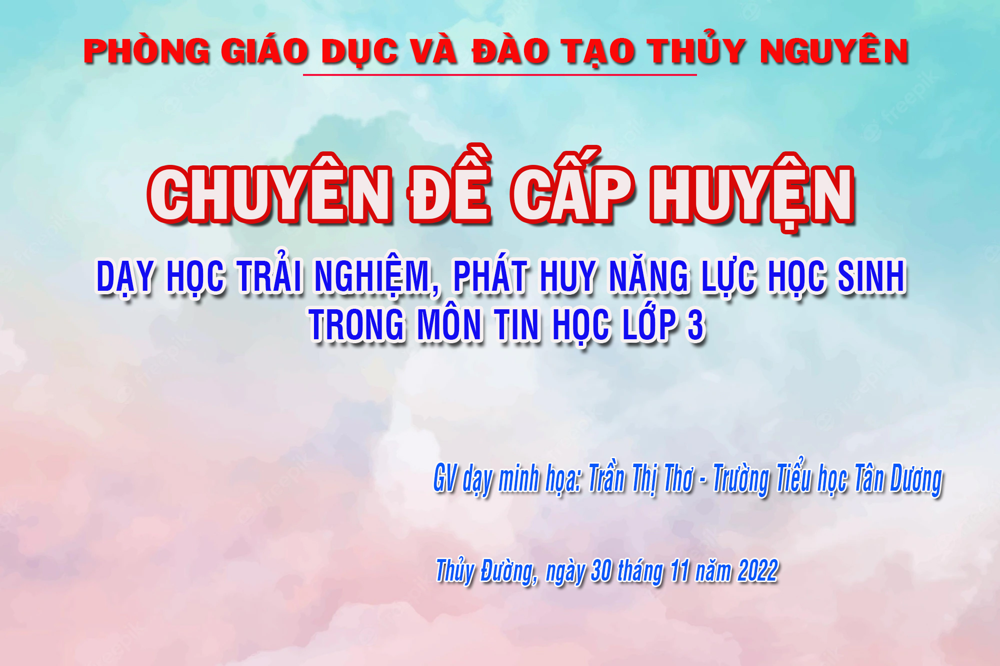 PHÒNG GIÁO DỤC VÀ ĐÀO TẠO THỦY NGUYÊN
CHUYÊN ĐỀ CẤP HUYỆN
DẠY HỌC TRẢI NGHIỆM, PHÁT HUY NĂNG LỰC HỌC SINH
TRONG MÔN TIN HỌC LỚP 3
GV dạy minh họa: Trần Thị Thơ - Trường Tiểu học Tân Dương
Thủy Đường, ngày 30 tháng 11 năm 2022
freepik